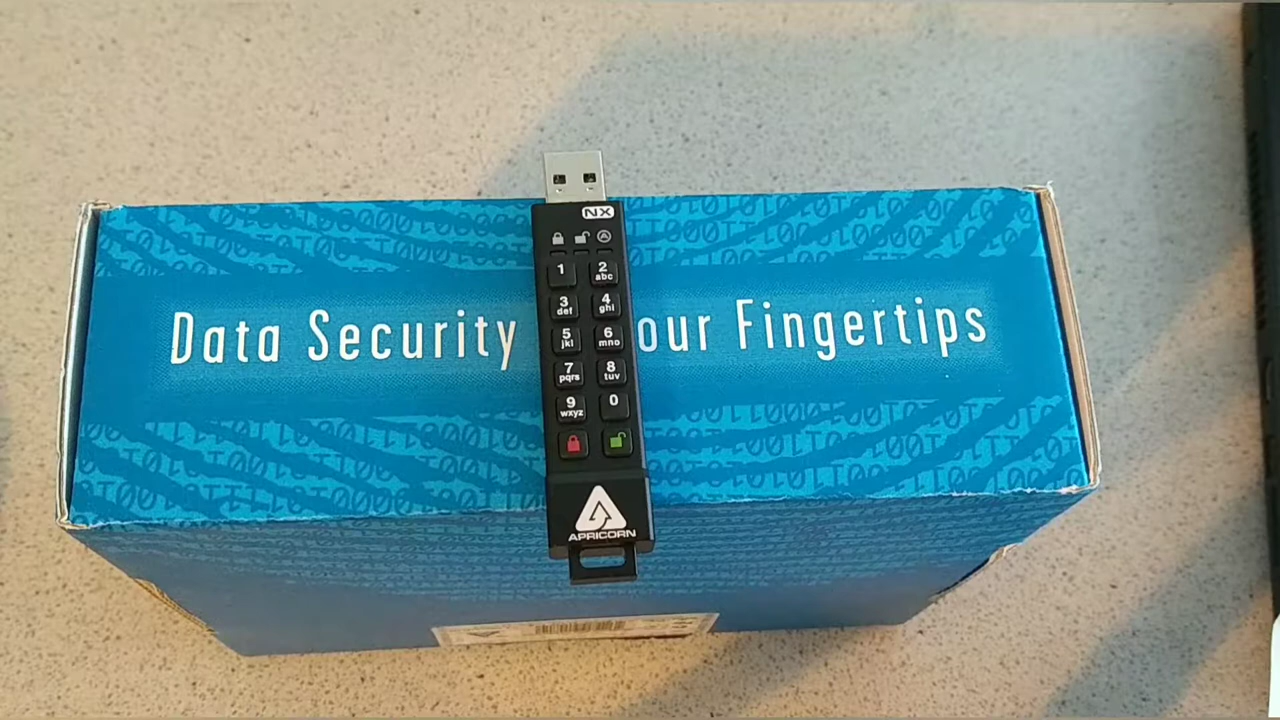 NX
1
2
abc
3
def
4
ghi
5
jkl
6
mno
7
pqrs
8
tuv
9
wxyz
0
Data Security our Fingertips
APRICORN